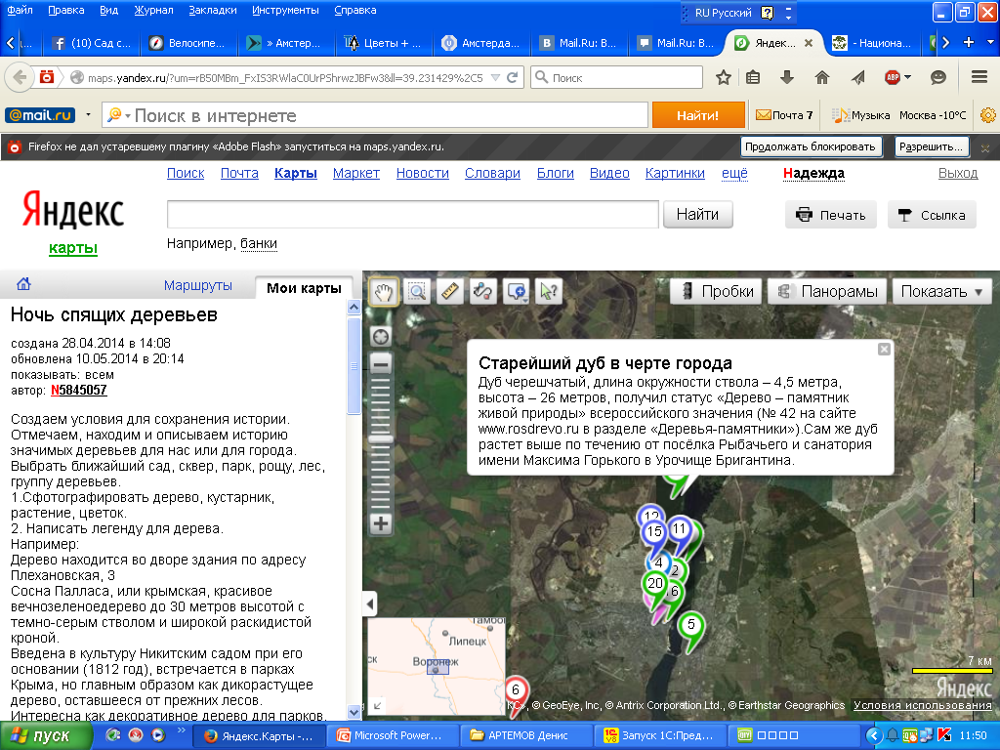 Файл Правка Вид Журнал Закладки Инструменты Справка
RU Русский
(10) Сад с...
Велосипе...
» Амстер...
Цветы + ...
Амстерда...
Mail.Ru: В...
Mail.Ru: В...
Яндек...
- Национа...
maps.yandex.ru/?um=rB50MBm_FxIS3RWlaC0UrPShrwzJBFw3&ll=39.231429%2C5
Поиск
ABP
@mail.ru
Поиск в интернете
Найти!
Почта 7
Музыка
Москва -10°C
Firefox не дал устаревшему плагину «Adobe Flash» запуститься на maps.yandex.ru.
Продолжать блокировать
Разрешить...
Поиск Почта Карты Маркет Новости Словари Блоги Видео Картинки ещё
Надежда
Выход
Яндекс
карты
Найти
Печать
Ссылка
Например, банки
Маршруты
Мои карты
Ночь спящих деревьев
создана 28.04.2014 в 14:08
обновлена 10.05.2014 в 20:14
показывать: всем
автор: N5845057
Создаем условия для сохранения истории.
Отмечаем, находим и описываем историю
значимых деревьев для нас или для города.
Выбрать ближайший сад, сквер, парк, рощу, лес,
группу деревьев.
1.Сфотографировать дерево, кустарник,
растение, цветок.
2. Написать легенду для дерева.
Например:
Дерево находится во дворе здания по адресу
Плехановская, 3
Сосна Палласа, или крымская, красивое
вечнозеленоедерево до 30 метров высотой с
темно-серым стволом и широкой раскидистой
кроной.
Введена в культуру Никитским садом при его
основании (1812 год), встречается в парках
Крыма, но главным образом как дикорастущее
дерево, оставшееся от прежних лесов.
Интересна как декоративное дерево для парков,
Пробки
Панорамы
Показать
Старейший дуб в черте города
Дуб черешчатый, длина окружности ствола – 4,5 метра,
высота – 26 метров, получил статус «Дерево – памятник
живой природы» всероссийского значения (№ 42 на сайте
www.rosdrevo.ru в разделе «Деревья-памятники»).Сам же дуб
растет выше по течению от посёлка Рыбачьего и санатория
имени Максима Горького в Урочище Бригантина.
12
15
11
4
2
20
6
5
6
Тамбо
Липецк
Воронеж
ск
7 км
Яндекс
© GeoEye, Inc, © Antrix Corporation Ltd., © Earthstar Geographics
Условия использования
пуск
Яндекс.Карты -...
Microsoft Power...
АРТЕМОВ Денис
Запуск 1С:Пред...
11:50